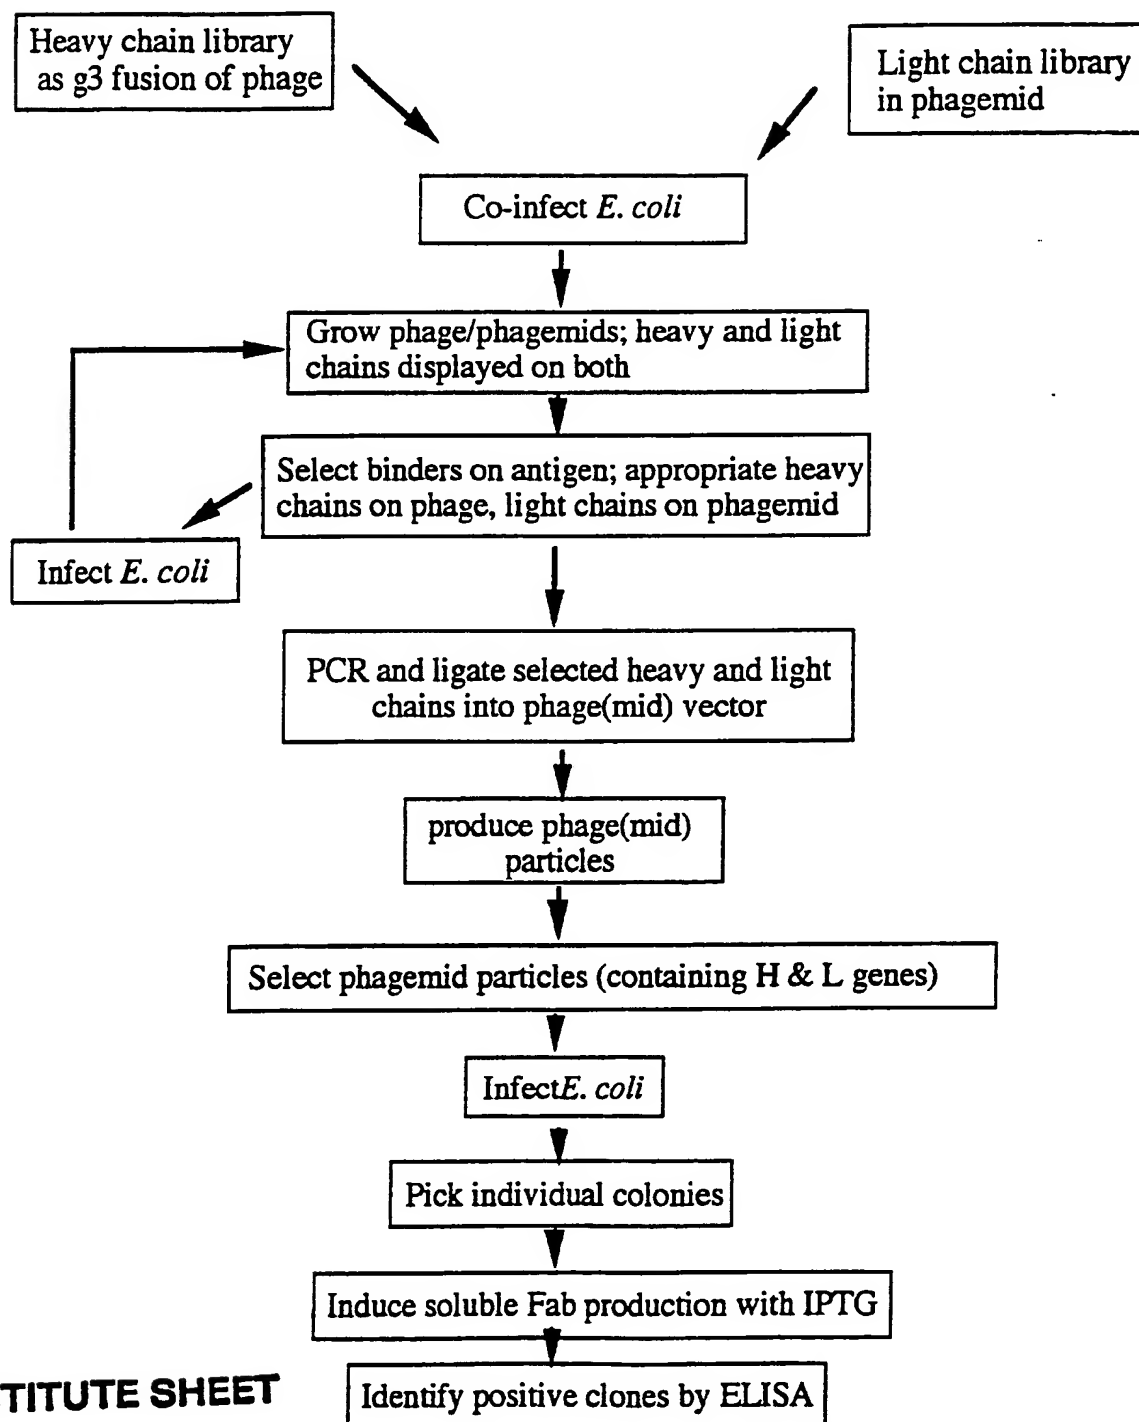 Heavy chain library
as g3 fusion of phage
Light chain library
in phagemid
Co-infect E. coli
Grow phage/phagemids; heavy and light
chains displayed on both
Select binders on antigen; appropriate heavy
chains on phage, light chains on phagemid
Infect E. coli
PCR and ligate selected heavy and light
chains into phage(mid) vector
produce phage(mid)
particles
Select phagemid particles (containing H & L genes)
InfectE. coli
Pick individual colonies
Induce soluble Fab production with IPTG
TITUTE SHEET
Identify positive clones by ELISA